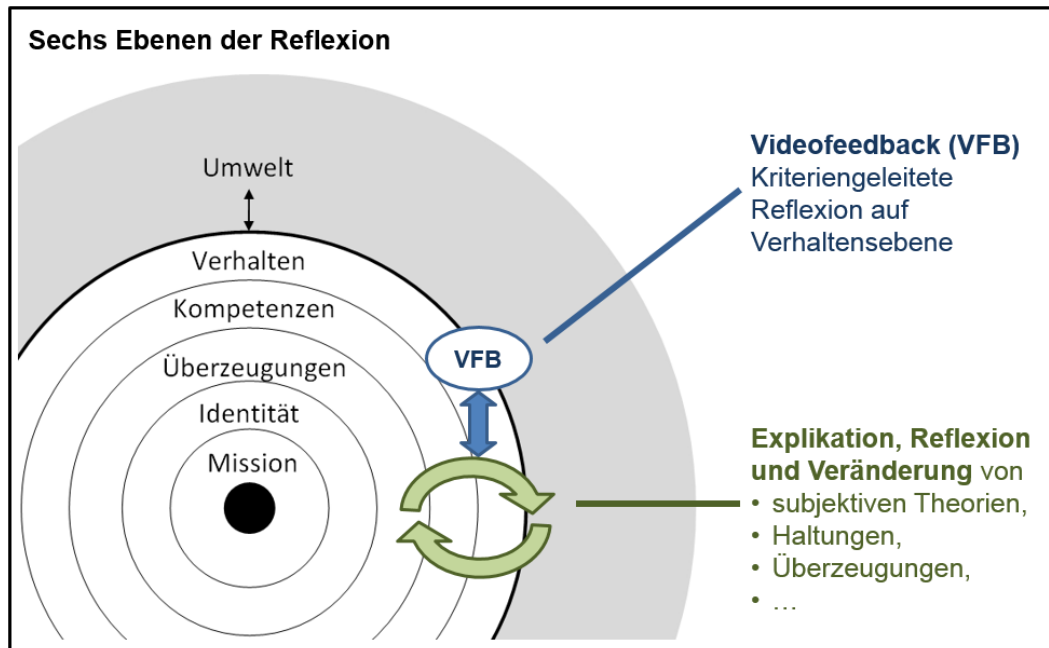 Sechs Ebenen der Reflexion
Umwelt
Verhalten
Kompetenzen
Überzeugungen
Identität
Mission
VFB
Videofeedback (VFB)
Kriteriengeleitete
Reflexion auf
Verhaltensebene
Explikation, Reflexion
und Veränderung von
• subjektiven Theorien,
• Haltungen,
• Überzeugungen,
• …